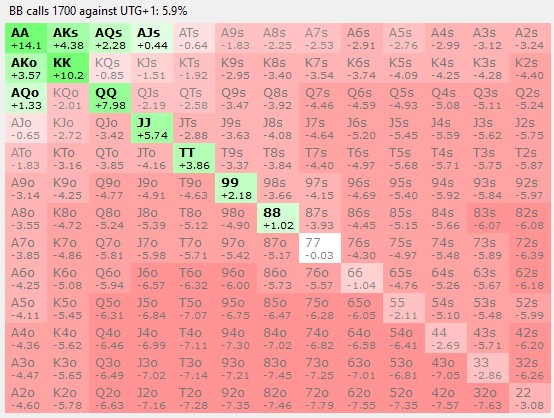 BB calls 1700 against UTG+1: 5.9%
AA AKs AQs AJs ATs A9s A8s A7s A6s A5s A4s A3s A2s
+14.1 +4.38 +2.28 +0.44 -0.64 -1.83 -2.25 -2.53 -2.91 -2.76 -2.99 -3.12 -3.24
AKo KK KQs KJs KTs K9s K8s K7s K6s K5s K4s K3s K2s
+3.57 +10.2 -0.85 -1.51 -1.92 -2.95 -3.40 -3.54 -3.74 -4.09 -4.25 -4.28 -4.40
AQo KQo QQ QJs QTs Q9s Q8s Q7s Q6s Q5s Q4s Q3s Q2s
+1.33 -2.01 +7.98 -2.19 -2.58 -3.47 -3.92 -4.46 -4.59 -4.93 -5.08 -5.11 -5.24
AJo KJo QJo JJ JTs J9s J8s J7s J6s J5s J4s J3s J2s
-0.65 -2.72 -3.42 +5.74 -2.88 -3.63 -4.08 -4.64 -5.20 -5.45 -5.59 -5.62 -5.75
ATo KTo QTo JTo TT T9s T8s T7s T6s T5s T4s T3s T2s
-1.83 -3.16 -3.85 -4.16 +3.86 -3.37 -3.84 -4.40 -4.97 -5.68 -5.71 -5.75 -5.87
A9o K9o Q9o J9o T9o 99 98s 97s 96s 95s 94s 93s 92s
-3.14 -4.25 -4.77 -4.91 -4.63 +2.18 -3.66 -4.15 -4.69 -5.40 -5.92 -5.84 -5.97
A8o K8o Q8o J8o T8o 98o 88 87s 86s 85s 84s 83s 82s
-3.55 -4.72 -5.24 -5.39 -5.12 -4.90 +1.02 -3.93 -4.45 -5.15 -5.66 -6.07 -6.08
A7o K7o Q7o J7o T7o 97o 87o 77 76s 75s 74s 73s 72s
-3.85 -4.86 -5.81 -5.98 -5.71 -5.42 -5.17 -0.03 -4.30 -4.97 -5.48 -5.89 -6.39
A6o K6o Q6o J6o T6o 96o 86o 76o 66 65s 64s 63s 62s
-4.25 -5.08 -5.94 -6.57 -6.32 -6.00 -5.73 -5.57 -1.04 -4.76 -5.26 -5.67 -6.18
A5o K5o Q5o J5o T5o 95o 85o 75o 65o 55 54s 53s 52s
-4.11 -5.45 -6.31 -6.84 -7.07 -6.75 -6.47 -6.28 -6.05 -2.11 -5.10 -5.48 -5.99
A4o K4o Q4o J4o T4o 94o 84o 74o 64o 54o 44 43s 42s
-4.36 -5.62 -6.46 -6.99 -7.11 -7.30 -7.02 -6.82 -6.58 -6.41 -2.69 -5.71 -6.20
A3o K3o Q3o J3o T3o 93o 83o 73o 63o 53o 43o 33 32s
-4.47 -5.65 -6.49 -7.02 -7.14 -7.21 -7.45 -7.25 -7.01 -6.81 -7.05 -2.86 -6.26
A2o K2o Q2o J2o T2o 92o 82o 72o 62o 52o 42o 32o 22
-4.60 -5.78 -6.63 -7.16 -7.28 -7.35 -7.46 -7.79 -7.55 -7.35 -7.57 -7.63 -3.08